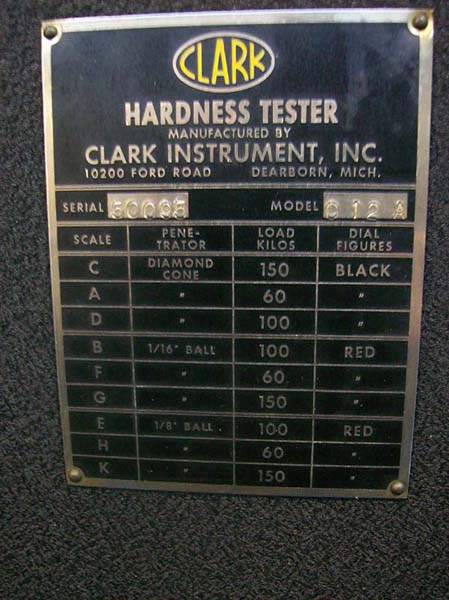 CLARK
HARDNESS TESTER
MANUFACTURED BY
CLARK INSTRUMENT, INC.
10200 FORD ROAD DEARBORN, MICH.
SERIAL 50095 MODEL C 12 A
SCALE PENE-TRATOR LOAD KILOS DIAL FIGURES
C DIAMOND CONE 150 BLACK
A " 60 "
D " 100 "
B 1/16" BALL 100 RED
F " 60 "
G " 150 "
E 1/8" BALL 100 RED
H " 60 "
K " 150 "